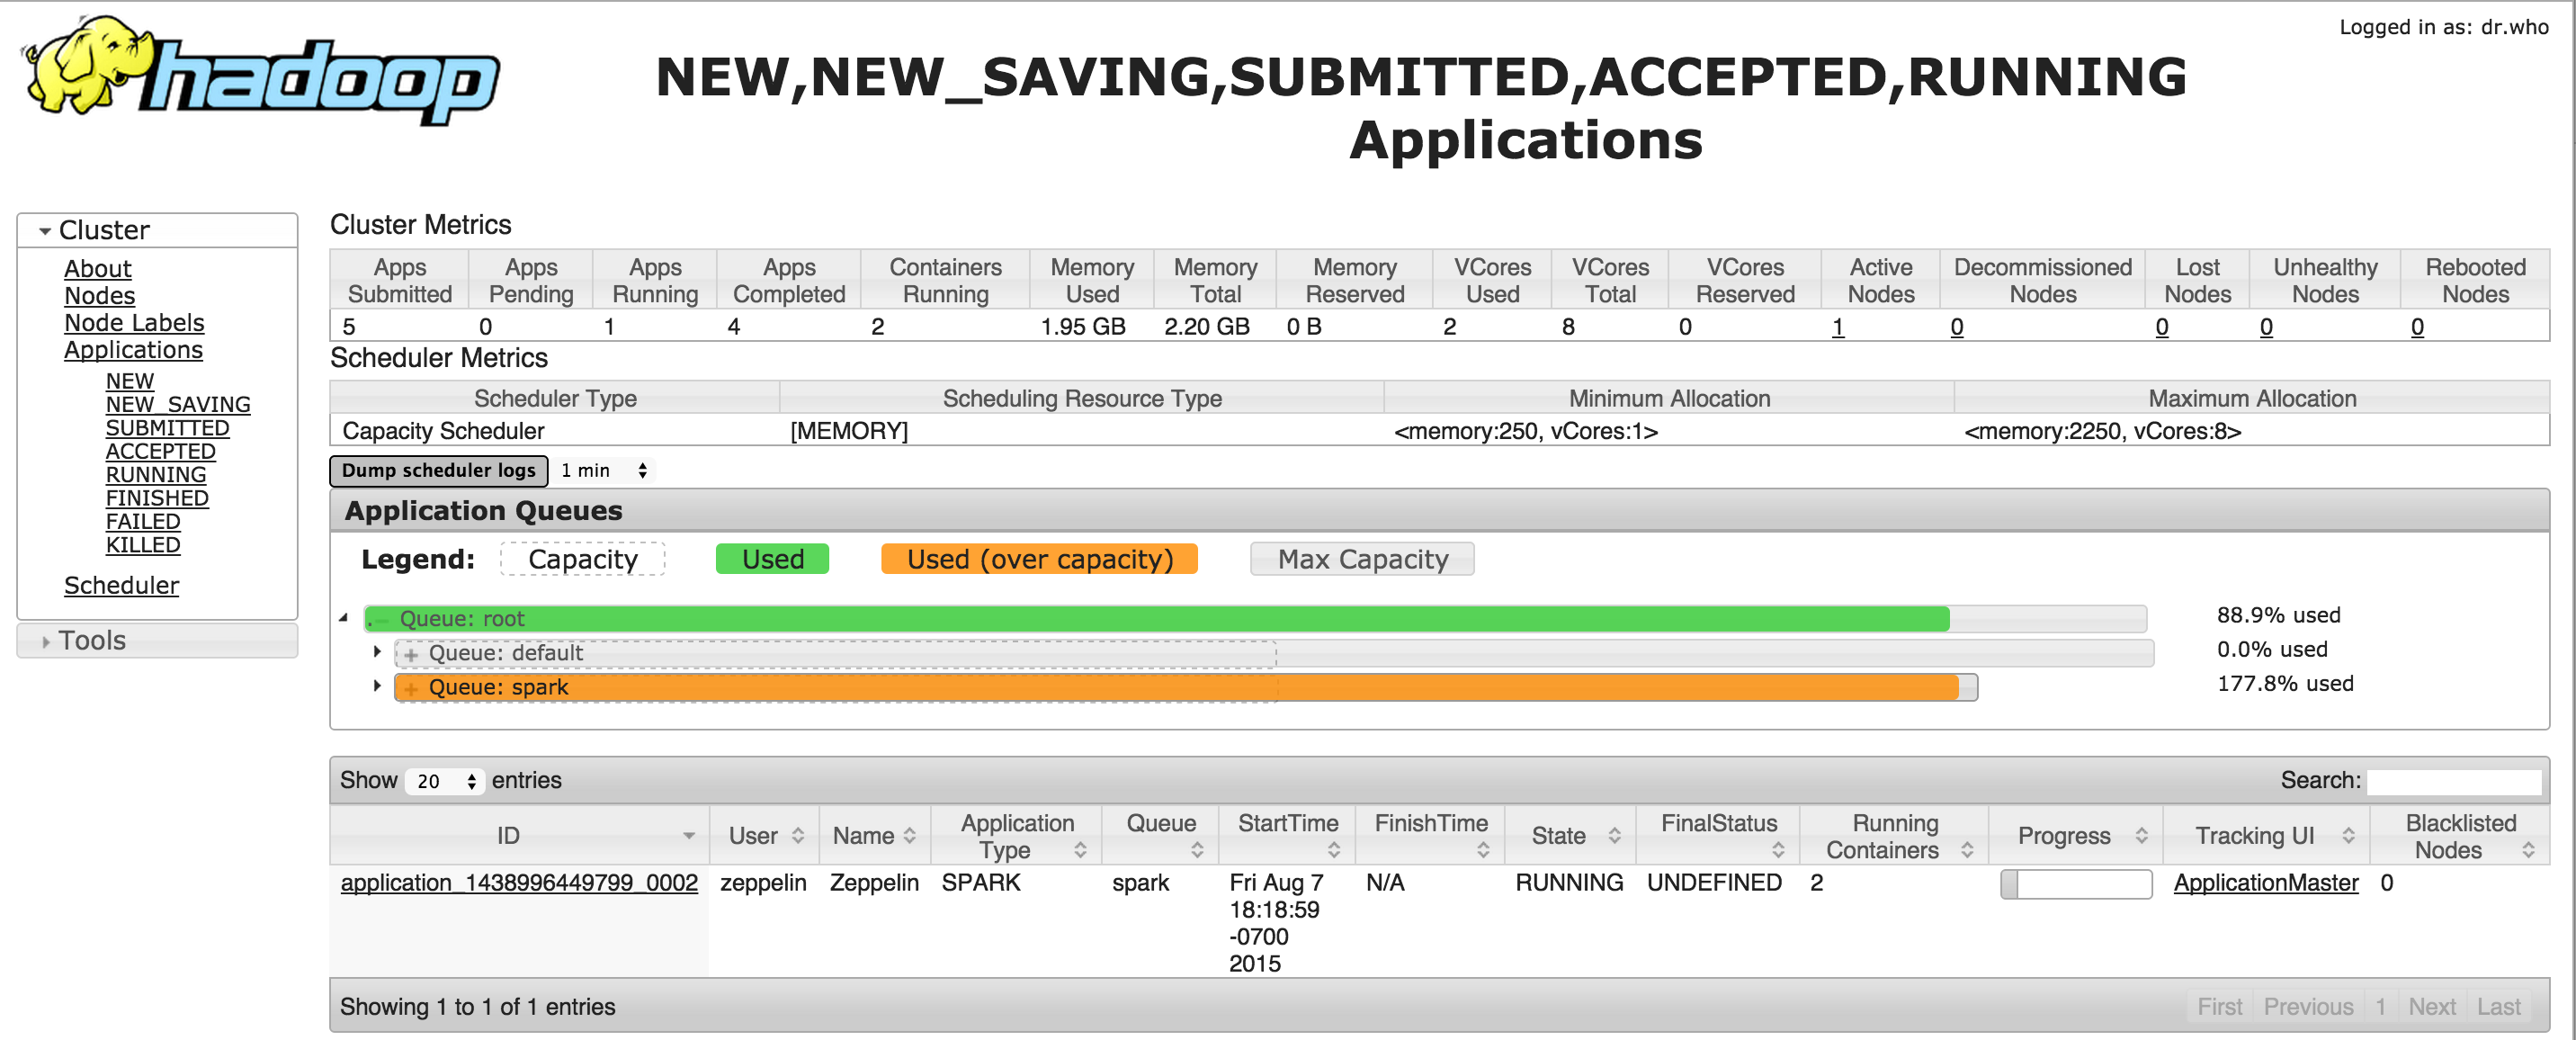 hadoop
Logged in as: dr.who
NEW,NEW_SAVING,SUBMITTED,ACCEPTED,RUNNING
Applications
Cluster
About
Nodes
Node Labels
Applications
NEW
NEW_SAVING
SUBMITTED
ACCEPTED
RUNNING
FINISHED
FAILED
KILLED
Scheduler
Tools
Cluster Metrics
Apps Submitted Apps Pending Apps Running Apps Completed Containers Running Memory Used Memory Total Memory Reserved VCores Used VCores Total VCores Reserved Active Nodes Decommissioned Nodes Lost Nodes Unhealthy Nodes Rebooted Nodes
5 0 1 4 2 1.95 GB 2.20 GB 0 B 2 8 0 1 0 0 0 0
Scheduler Metrics
Scheduler Type Scheduling Resource Type Minimum Allocation Maximum Allocation
Capacity Scheduler [MEMORY] <memory:250, vCores:1> <memory:2250, vCores:8>
Dump scheduler logs 1 min
Application Queues
Legend: Capacity Used Used (over capacity) Max Capacity
.– Queue: root 88.9% used
+ Queue: default 0.0% used
+ Queue: spark 177.8% used
Show 20 entries Search:
ID User Name Application Type Queue StartTime FinishTime State FinalStatus Running Containers Progress Tracking UI Blacklisted Nodes
application_1438996449799_0002 zeppelin Zeppelin SPARK spark Fri Aug 7 N/A RUNNING UNDEFINED 2 ApplicationMaster 0
18:18:59
-0700
2015
Showing 1 to 1 of 1 entries First Previous 1 Next Last